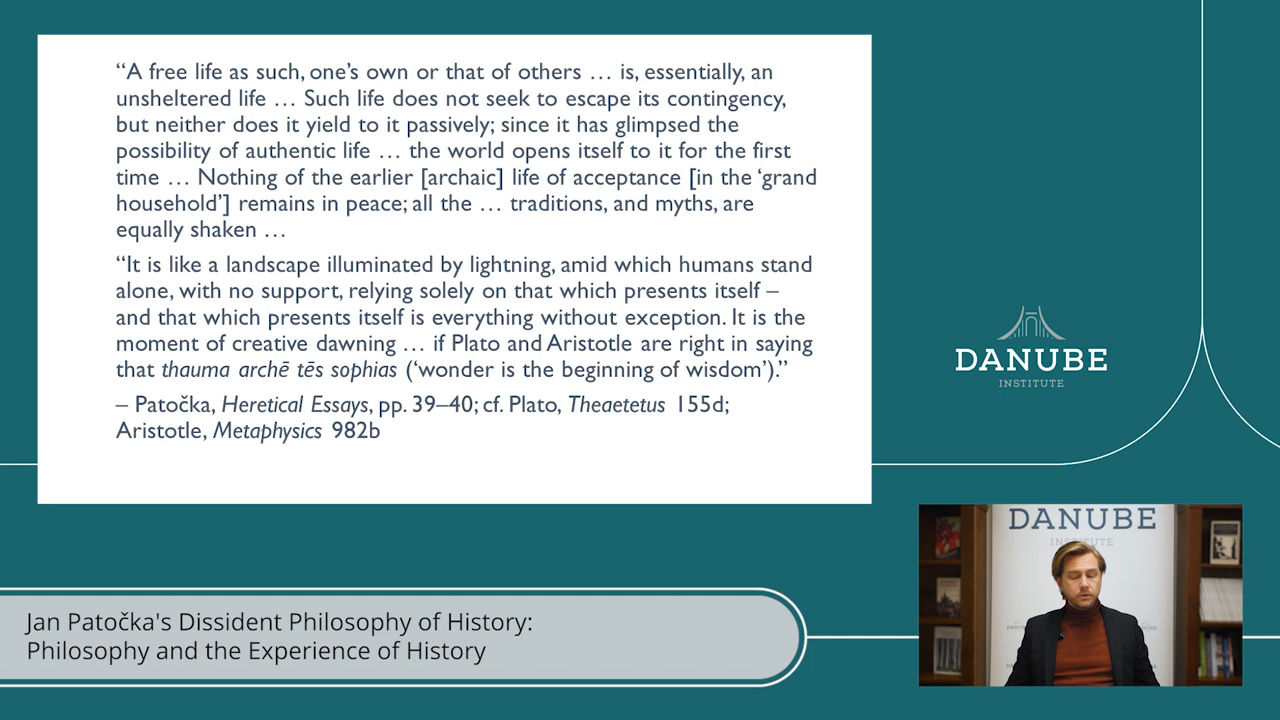 “A free life as such, one’s own or that of others … is, essentially, an
unsheltered life … Such life does not seek to escape its contingency,
but neither does it yield to it passively; since it has glimpsed the
possibility of authentic life … the world opens itself to it for the first
time … Nothing of the earlier [archaic] life of acceptance [in the ‘grand
household’] remains in peace; all the … traditions, and myths, are
equally shaken …
“It is like a landscape illuminated by lightning, amid which humans stand
alone, with no support, relying solely on that which presents itself –
and that which presents itself is everything without exception. It is the
moment of creative dawning … if Plato and Aristotle are right in saying
that thauma archē tēs sophias (‘wonder is the beginning of wisdom’).”
– Patočka, Heretical Essays, pp. 39–40; cf. Plato, Theaetetus 155d;
Aristotle, Metaphysics 982b
DANUBE
INSTITUTE
DANUBE
INSTITUTE
Jan Patočka's Dissident Philosophy of History:
Philosophy and the Experience of History